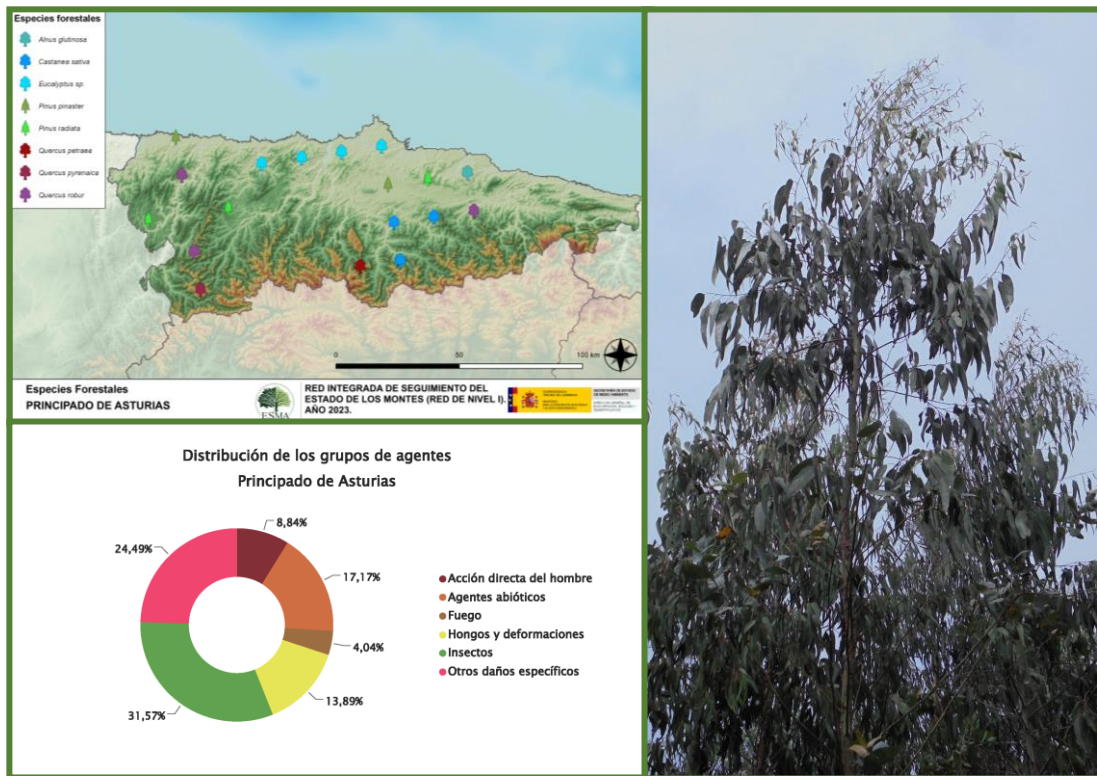 Especies forestales
Alnus glutinosa
Castanea sativa
Eucalyptus sp.
Pinus pinaster
Pinus radiata
Quercus petraea
Quercus pyrenaica
Quercus robur
0 50 100 km
Especies Forestales
PRINCIPADO DE ASTURIAS
ESMA
RED INTEGRADA DE SEGUIMIENTO DEL
ESTADO DE LOS MONTES (RED DE NIVEL I).
AÑO 2023.
Distribución de los grupos de agentes
Principado de Asturias
8,84%
17,17%
4,04%
13,89%
31,57%
24,49%
Acción directa del hombre
Agentes abióticos
Fuego
Hongos y deformaciones
Insectos
Otros daños específicos